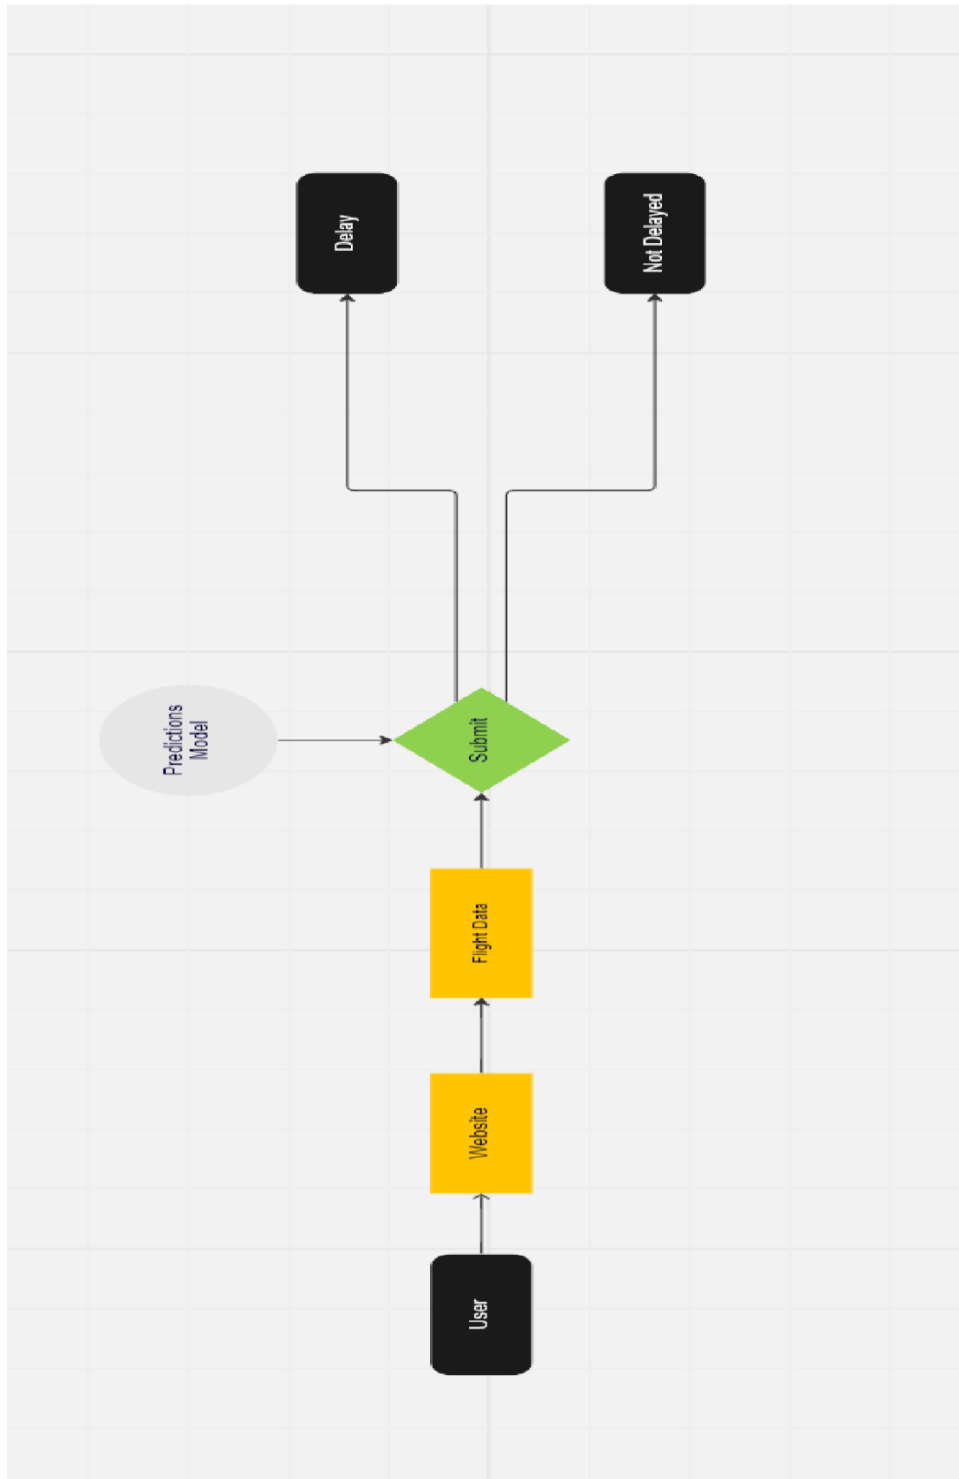 User
Website
Flight Data
Submit
Predictions
Model
Delay
Not Delayed